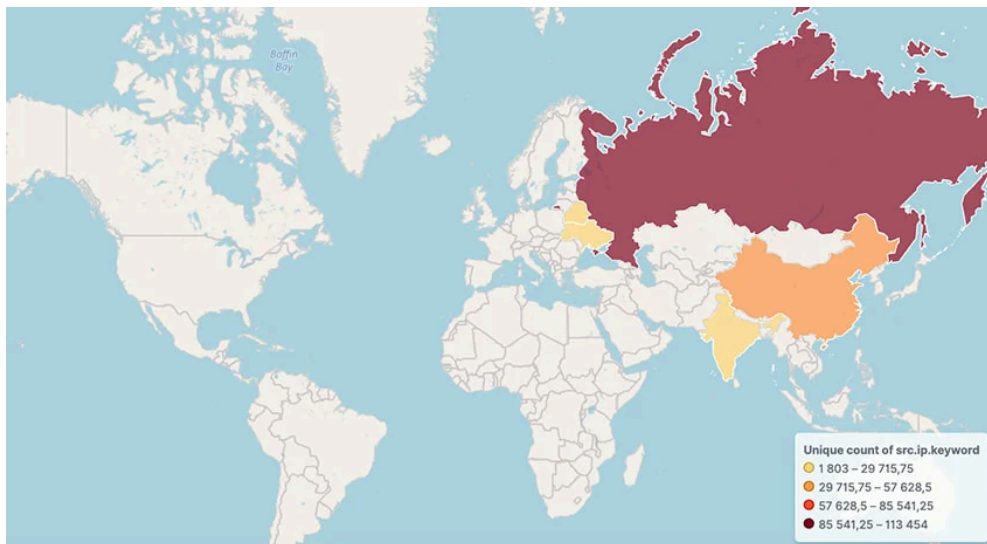 Baffin
Bay
Unique count of src.ip.keyword
1 803 – 29 715,75
29 715,75 – 57 628,5
57 628,5 – 85 541,25
85 541,25 – 113 454